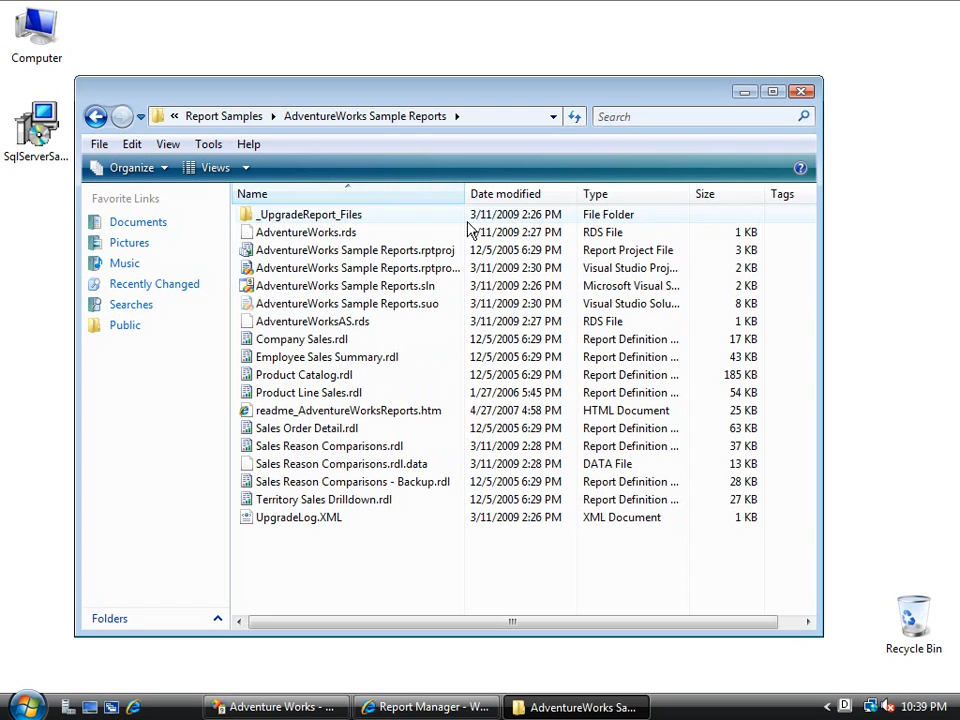 Computer
SqlServerSa...
« Report Samples AdventureWorks Sample Reports
Search
File Edit View Tools Help
Organize Views
Favorite Links
Documents
Pictures
Music
Recently Changed
Searches
Public
Folders
Name Date modified Type Size Tags
_UpgradeReport_Files 3/11/2009 2:26 PM File Folder
AdventureWorks.rds 3/11/2009 2:27 PM RDS File 1 KB
AdventureWorks Sample Reports.rptproj 12/5/2005 6:29 PM Report Project File 3 KB
AdventureWorks Sample Reports.rptpro... 3/11/2009 2:30 PM Visual Studio Proj... 2 KB
AdventureWorks Sample Reports.sln 3/11/2009 2:26 PM Microsoft Visual S... 2 KB
AdventureWorks Sample Reports.suo 3/11/2009 2:30 PM Visual Studio Solu... 8 KB
AdventureWorksAS.rds 3/11/2009 2:27 PM RDS File 1 KB
Company Sales.rdl 12/5/2005 6:29 PM Report Definition ... 17 KB
Employee Sales Summary.rdl 12/5/2005 6:29 PM Report Definition ... 43 KB
Product Catalog.rdl 12/5/2005 6:29 PM Report Definition ... 185 KB
Product Line Sales.rdl 1/27/2006 5:45 PM Report Definition ... 54 KB
readme_AdventureWorksReports.htm 4/27/2007 4:58 PM HTML Document 25 KB
Sales Order Detail.rdl 12/5/2005 6:29 PM Report Definition ... 63 KB
Sales Reason Comparisons.rdl 3/11/2009 2:28 PM Report Definition ... 37 KB
Sales Reason Comparisons.rdl.data 3/11/2009 2:28 PM DATA File 13 KB
Sales Reason Comparisons - Backup.rdl 12/5/2005 6:29 PM Report Definition ... 28 KB
Territory Sales Drilldown.rdl 12/5/2005 6:29 PM Report Definition ... 27 KB
UpgradeLog.XML 3/11/2009 2:26 PM XML Document 1 KB
Recycle Bin
Adventure Works - ... Report Manager - W... AdventureWorks Sa... D 10:39 PM